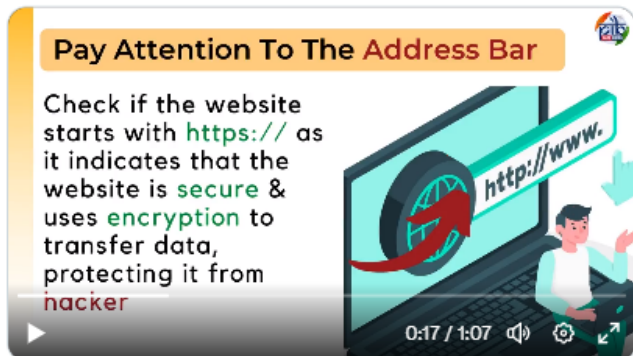 Pay Attention To The Address Bar
Check if the website
starts with https:// as
it indicates that the
website is secure &
uses encryption to
transfer data,
protecting it from
hacker
http://www.
0:17 / 1:07